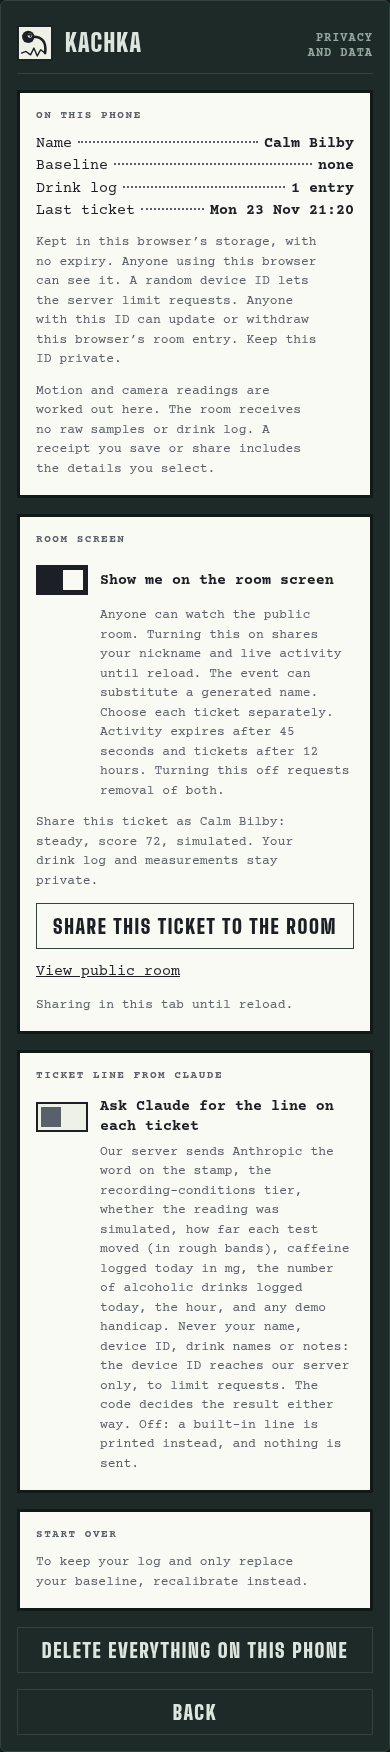 KACHKA
PRIVACY
AND DATA
ON THIS PHONE
Name Calm Bilby
Baseline none
Drink log 1 entry
Last ticket Mon 23 Nov 21:20
Kept in this browser's storage, with
no expiry. Anyone using this browser
can see it. A random device ID lets
the server limit requests. Anyone
with this ID can update or withdraw
this browser's room entry. Keep this
ID private.
Motion and camera readings are
worked out here. The room receives
no raw samples or drink log. A
receipt you save or share includes
the details you select.
ROOM SCREEN
Show me on the room screen
Anyone can watch the public
room. Turning this on shares
your nickname and live activity
until reload. The event can
substitute a generated name.
Choose each ticket separately.
Activity expires after 45
seconds and tickets after 12
hours. Turning this off requests
removal of both.
Share this ticket as Calm Bilby:
steady, score 72, simulated. Your
drink log and measurements stay
private.
SHARE THIS TICKET TO THE ROOM
View public room
Sharing in this tab until reload.
TICKET LINE FROM CLAUDE
Ask Claude for the line on
each ticket
Our server sends Anthropic the
word on the stamp, the
recording-conditions tier,
whether the reading was
simulated, how far each test
moved (in rough bands), caffeine
logged today in mg, the number
of alcoholic drinks logged
today, the hour, and any demo
handicap. Never your name,
device ID, drink names or notes:
the device ID reaches our server
only, to limit requests. The
code decides the result either
way. Off: a built-in line is
printed instead, and nothing is
sent.
START OVER
To keep your log and only replace
your baseline, recalibrate instead.
DELETE EVERYTHING ON THIS PHONE
BACK